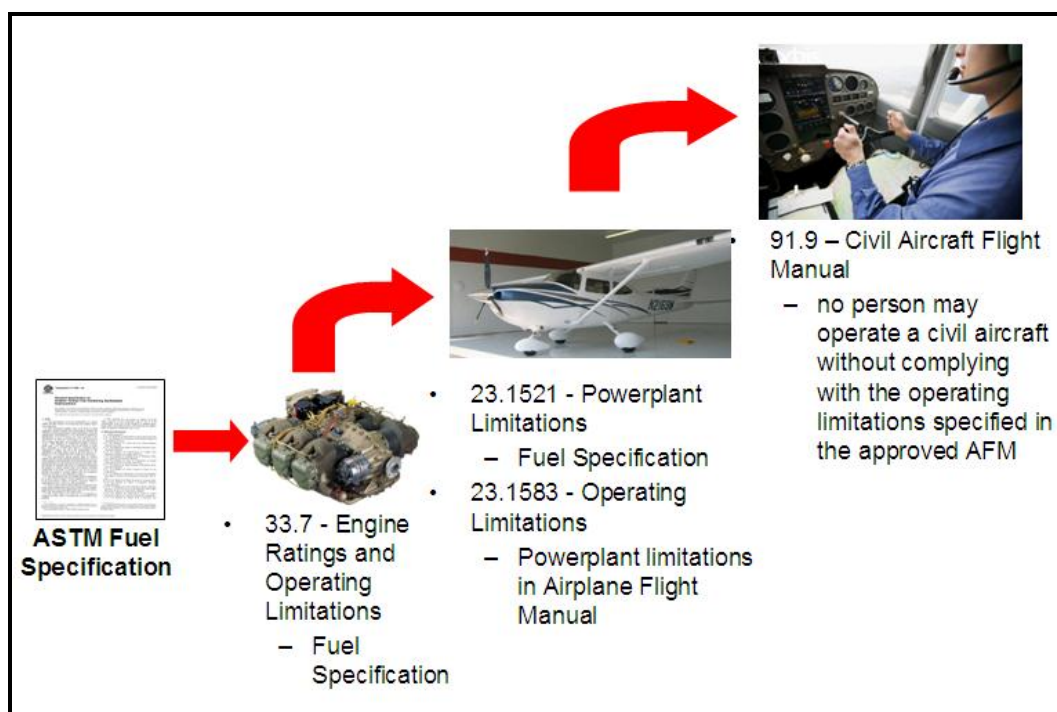 ASTM Fuel
Specification
• 33.7 - Engine
Ratings and
Operating
Limitations
– Fuel
Specification
• 23.1521 - Powerplant
Limitations
– Fuel Specification
• 23.1583 - Operating
Limitations
– Powerplant limitations
in Airplane Flight
Manual
• 91.9 – Civil Aircraft Flight
Manual
– no person may
operate a civil aircraft
without complying
with the operating
limitations specified in
the approved AFM